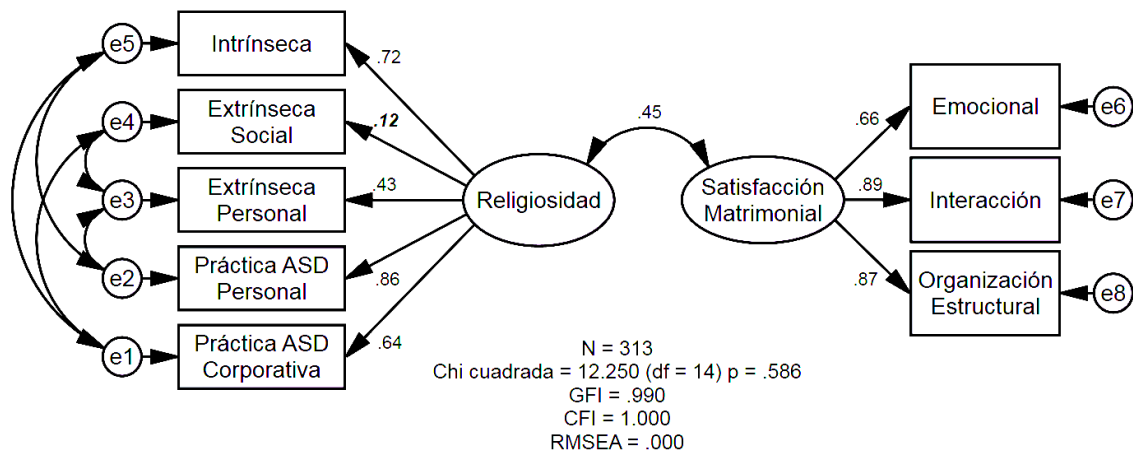 e5
Intrínseca
.72
e4
Extrínseca
Social
.12
e3
Extrínseca
Personal
.43
e2
Práctica ASD
Personal
.86
e1
Práctica ASD
Corporativa
.64
Religiosidad
.45
Satisfacción
Matrimonial
.66
Emocional
e6
.89
Interacción
e7
.87
Organización
Estructural
e8
N = 313
Chi cuadrada = 12.250 (df = 14) p = .586
GFI = .990
CFI = 1.000
RMSEA = .000